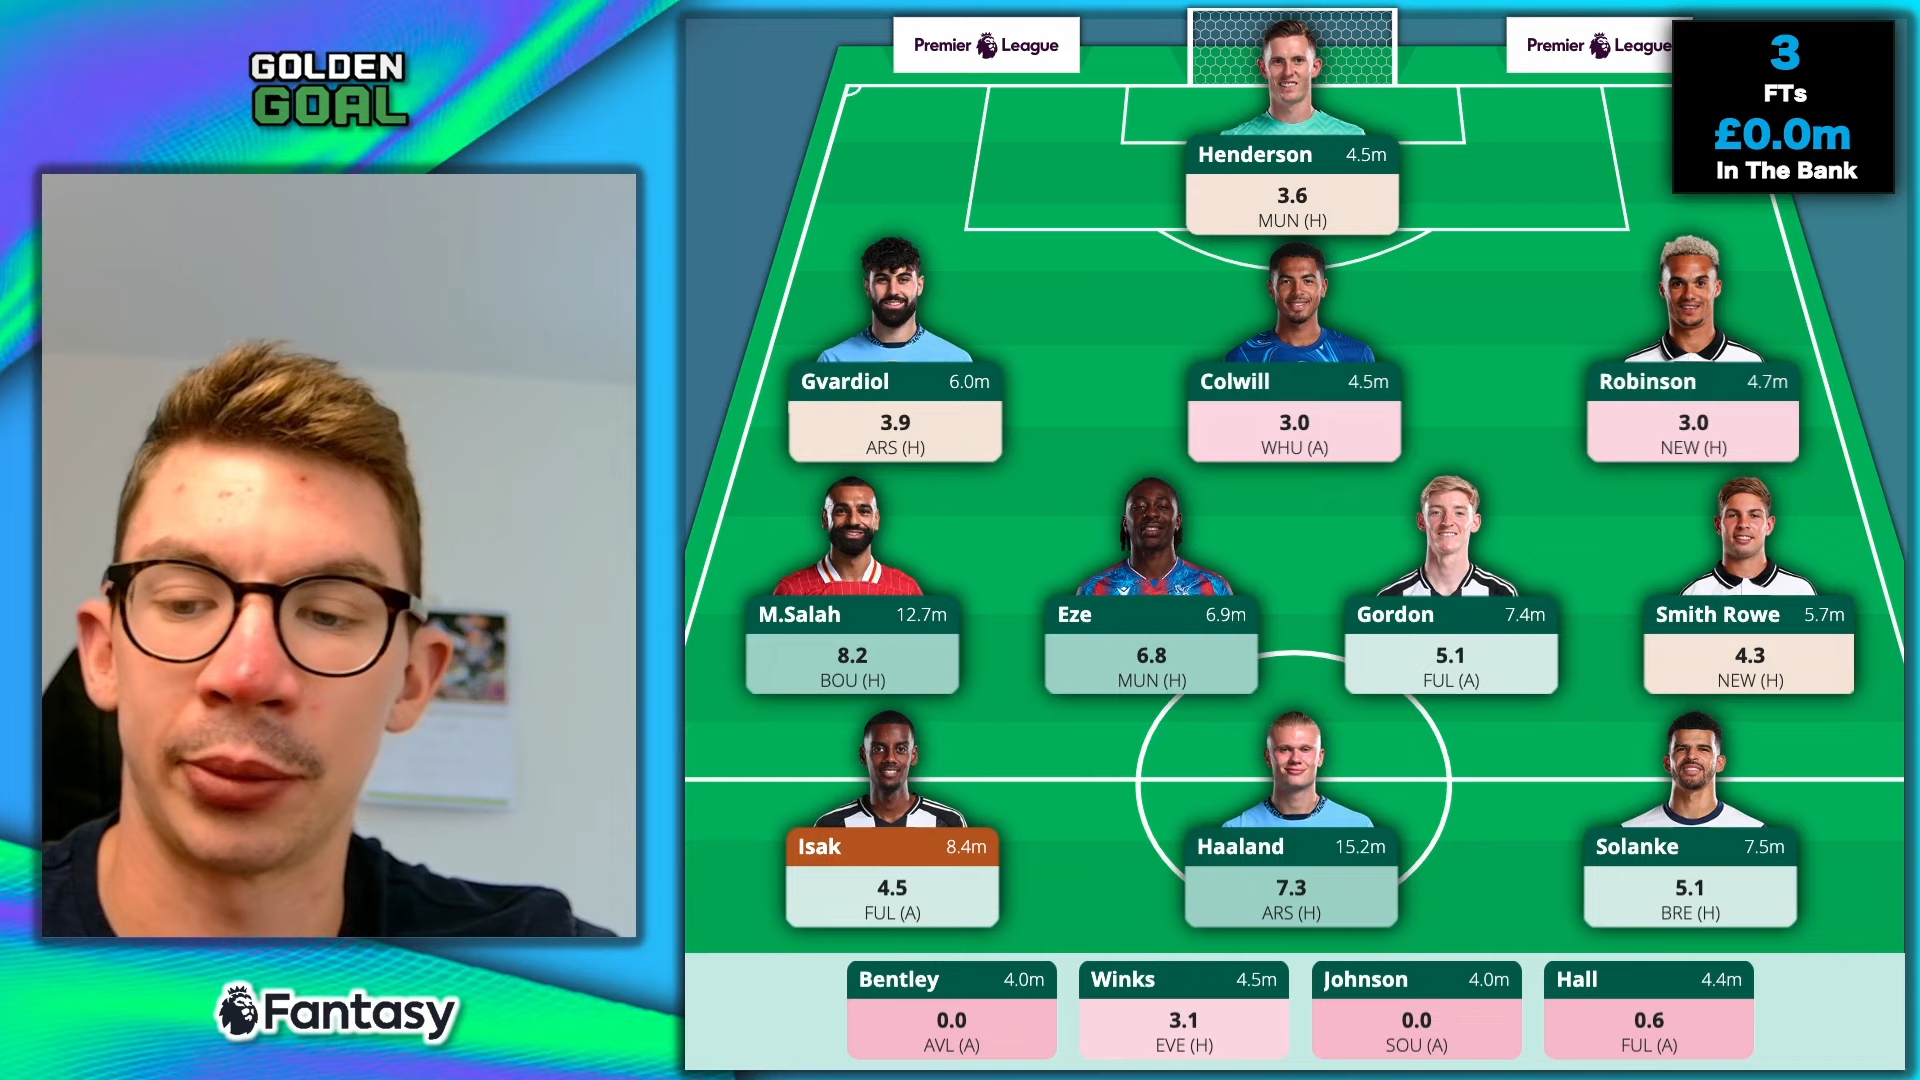 GOLDEN
GOAL
Fantasy
Premier League
Premier League
3
FTs
£0.0m
In The Bank
Henderson 4.5m
3.6
MUN (H)
Gvardiol 6.0m
3.9
ARS (H)
Colwill 4.5m
3.0
WHU (A)
Robinson 4.7m
3.0
NEW (H)
M.Salah 12.7m
8.2
BOU (H)
Eze 6.9m
6.8
MUN (H)
Gordon 7.4m
5.1
FUL (A)
Smith Rowe 5.7m
4.3
NEW (H)
Isak 8.4m
4.5
FUL (A)
Haaland 15.2m
7.3
ARS (H)
Solanke 7.5m
5.1
BRE (H)
Bentley 4.0m
0.0
AVL (A)
Winks 4.5m
3.1
EVE (H)
Johnson 4.0m
0.0
SOU (A)
Hall 4.4m
0.6
FUL (A)